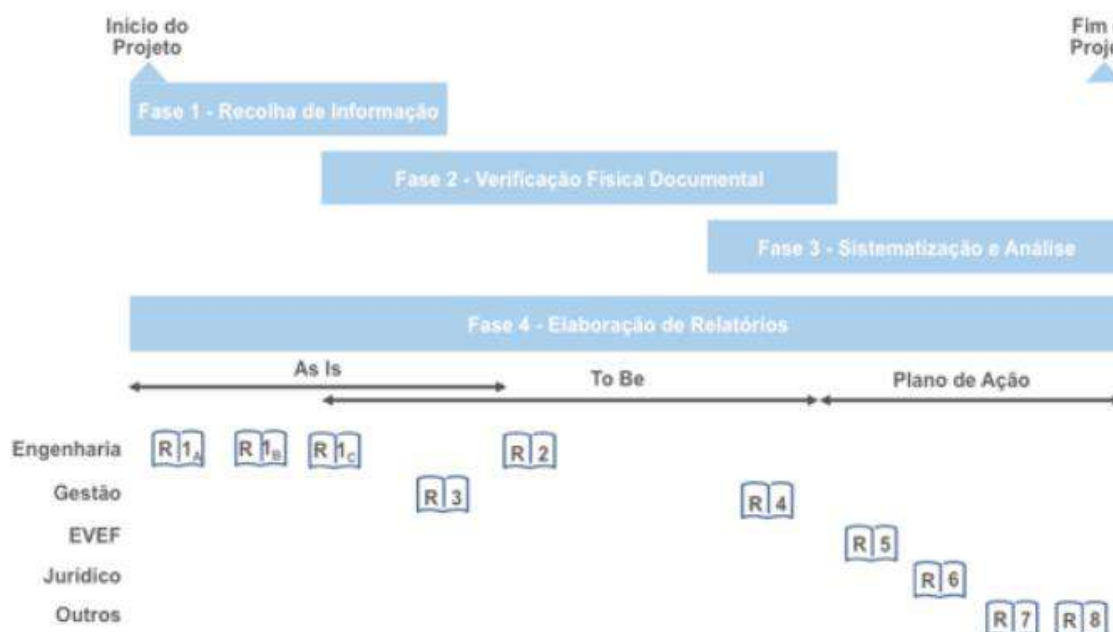 Início do
Projeto
Fim
Proje
Fase 1 - Recolha de Informação
Fase 2 - Verificação Física Documental
Fase 3 - Sistematização e Análise
Fase 4 - Elaboração de Relatórios
As Is
To Be
Plano de Ação
Engenharia R 1A R 1B R 1C R 2
Gestão R 3 R 4
EVEF R 5
Jurídico R 6
Outros R 7 R 8